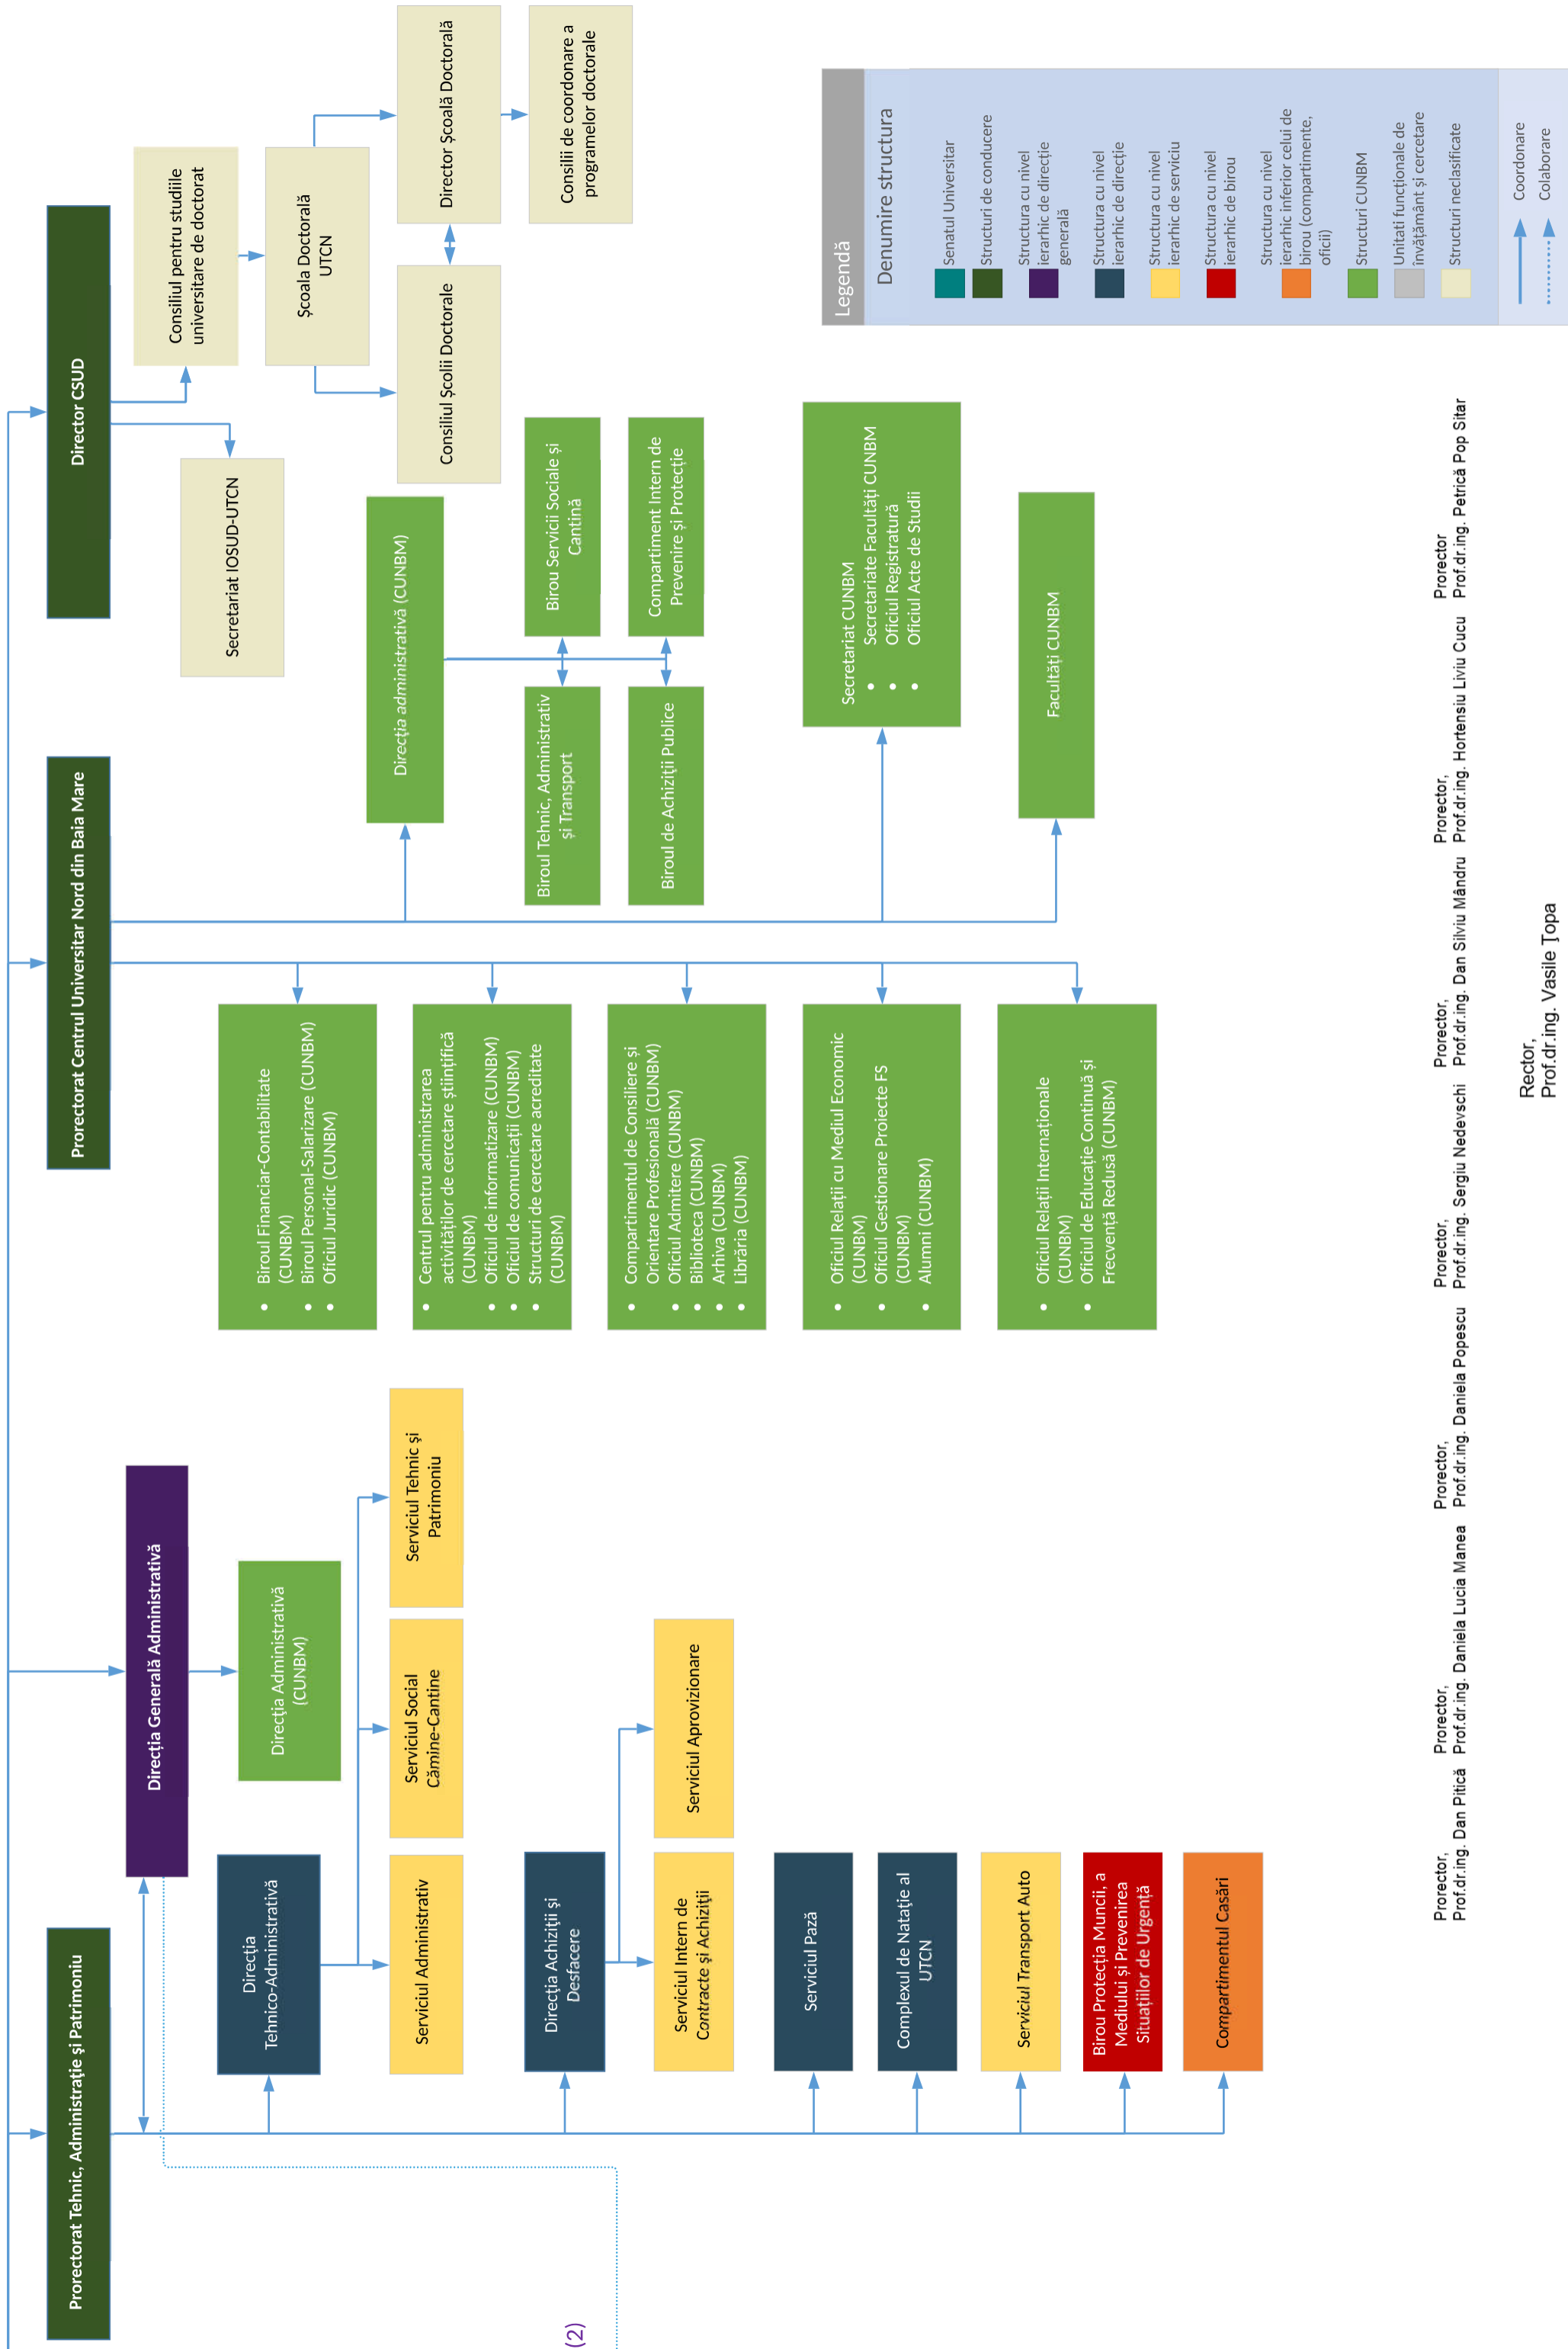 Prorectorat Tehnic, Administraţie şi Patrimoniu
Direcția Generală Administrativă
Direcţia Administrativă
(CUNBM)
Direcţia
Tehnico-Administrativă
Serviciul Administrativ
Serviciul Social
Cămine-Cantine
Serviciul Tehnic şi
Patrimoniu
Direcţia Achiziţii şi
Desfacere
Serviciul Intern de
Contracte şi Achiziţii
Serviciul Aprovizionare
Serviciul Pază
Complexul de Nataţie al
UTCN
Serviciul Transport Auto
Birou Protecția Muncii, a
Mediului și Prevenirea
Situațiilor de Urgență
Compartimentul Casări
(2)
Prorectorat Centrul Universitar Nord din Baia Mare
• Biroul Financiar-Contabilitate
(CUNBM)
• Biroul Personal-Salarizare (CUNBM)
• Oficiul Juridic (CUNBM)
• Centrul pentru administrarea
activităților de cercetare științifică
(CUNBM)
• Oficiul de informatizare (CUNBM)
• Oficiul de comunicații (CUNBM)
• Structuri de cercetare acreditate
(CUNBM)
• Compartimentul de Consiliere și
Orientare Profesională (CUNBM)
• Oficiul Admitere (CUNBM)
• Biblioteca (CUNBM)
• Arhiva (CUNBM)
• Librăria (CUNBM)
• Oficiul Relații cu Mediul Economic
(CUNBM)
• Oficiul Gestionare Proiecte FS
(CUNBM)
• Alumni (CUNBM)
• Oficiul Relații Internaționale
(CUNBM)
• Oficiul de Educație Continuă și
Frecvență Redusă (CUNBM)
Direcţia administrativă (CUNBM)
Biroul Tehnic, Administrativ
și Transport
Birou Servicii Sociale și
Cantină
Biroul de Achiziţii Publice
Compartiment Intern de
Prevenire și Protecție
Secretariat CUNBM
• Secretariate Facultăți CUNBM
• Oficiul Registratură
• Oficiul Acte de Studii
Facultăți CUNBM
Director CSUD
Secretariat IOSUD-UTCN
Consiliul pentru studiile
universitare de doctorat
Școala Doctorală
UTCN
Consiliul Școlii Doctorale
Director Școală Doctorală
Consilii de coordonare a
programelor doctorale
Legendă
Denumire structura
Senatul Universitar
Structuri de conducere
Structura cu nivel
ierarhic de direcție
generală
Structura cu nivel
ierarhic de direcție
Structura cu nivel
ierarhic de serviciu
Structura cu nivel
ierarhic de birou
Structura cu nivel
ierarhic inferior celui de
birou (compartimente,
oficii)
Structuri CUNBM
Unitati funcționale de
învățământ și cercetare
Structuri neclasificate
Coordonare
Colaborare
Prorector,
Prof.dr.ing. Dan Pitică
Prorector,
Prof.dr.ing. Daniela Lucia Manea
Prorector,
Prof.dr.ing. Daniela Popescu
Prorector,
Prof.dr.ing. Sergiu Nedevschi
Prorector,
Prof.dr.ing. Dan Silviu Mândru
Prorector,
Prof.dr.ing. Hortensiu Liviu Cucu
Prorector
Prof.dr.ing. Petrică Pop Sitar
Rector,
Prof.dr.ing. Vasile Ţopa